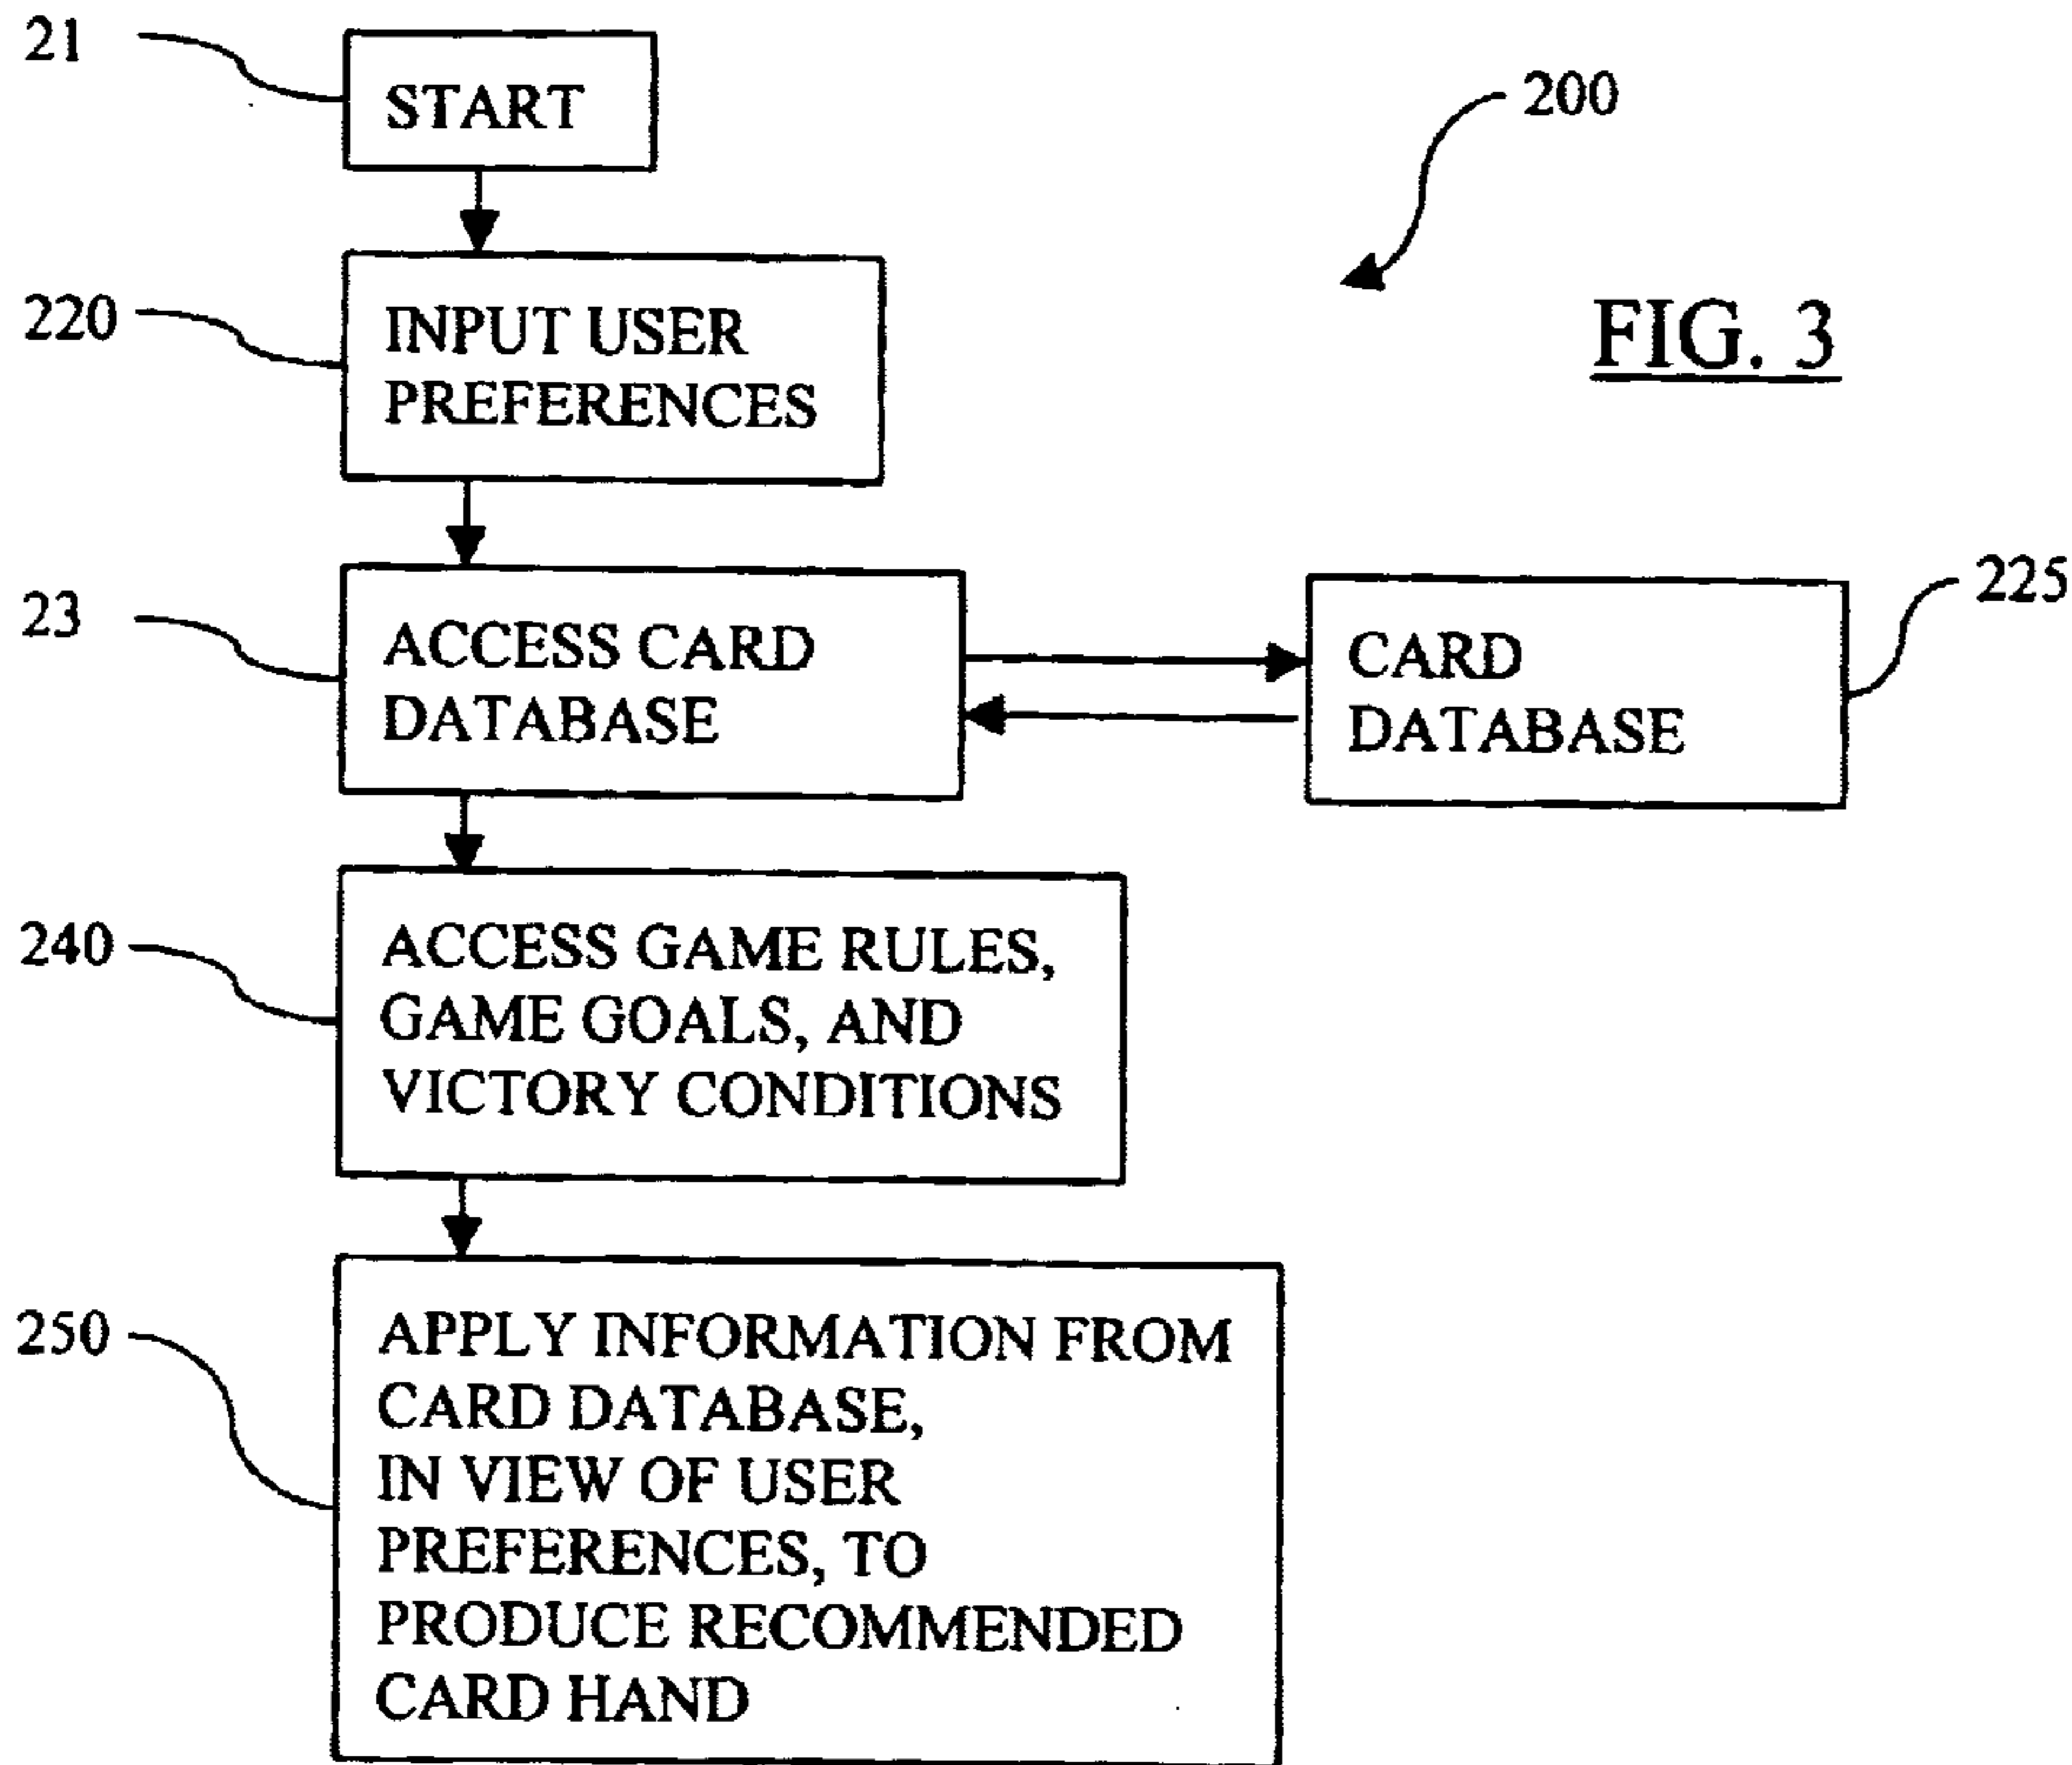 21
START
200
220
INPUT USER
PREFERENCES
FIG. 3
23
ACCESS CARD
DATABASE
CARD
DATABASE
225
240
ACCESS GAME RULES,
GAME GOALS, AND
VICTORY CONDITIONS
250
APPLY INFORMATION FROM
CARD DATABASE,
IN VIEW OF USER
PREFERENCES, TO
PRODUCE RECOMMENDED
CARD HAND